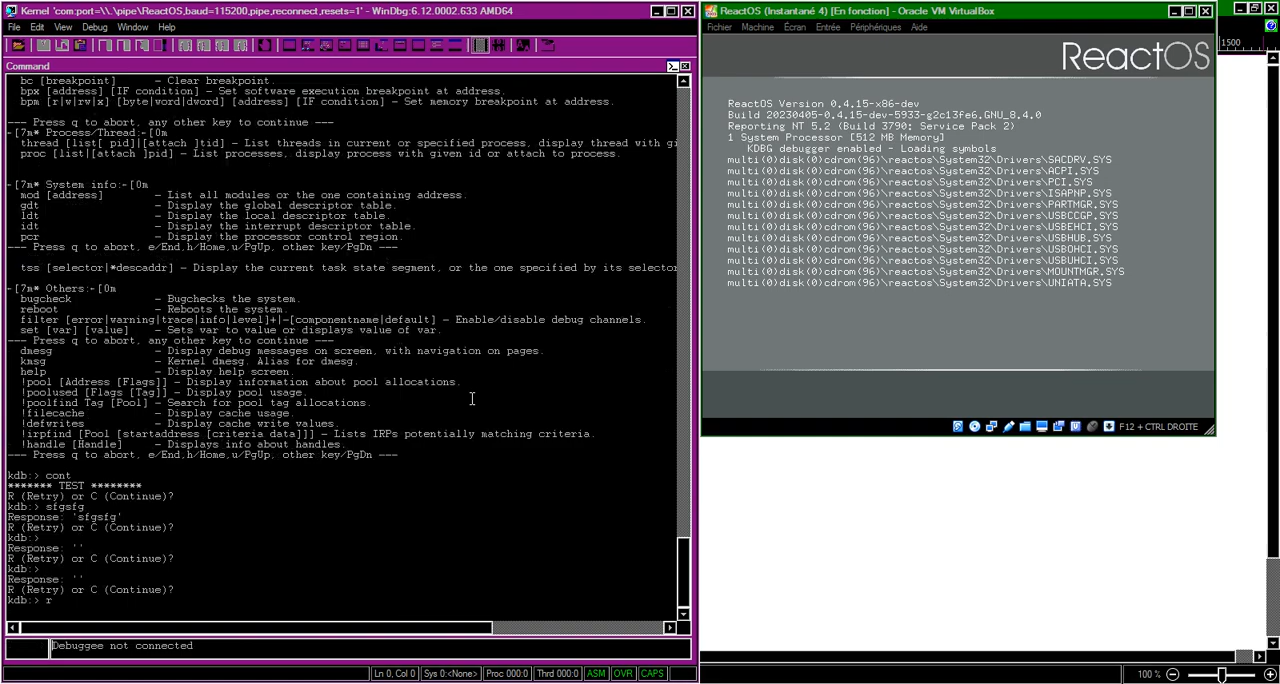 Kernel 'com:port=\\.\pipe\ReactOS,baud=115200,pipe,reconnect,resets=1' - WinDbg:6.12.0002.633 AMD64
File Edit View Debug Window Help
Command
bc [breakpoint] - Clear breakpoint.
bpx [address] [IF condition] - Set software execution breakpoint at address.
bpm [r|w|rw|x] [byte|word|dword] [address] [IF condition] - Set memory breakpoint at address.
--- Press q to abort, any other key to continue ---
←[7m* Process/Thread:←[0m
thread [list[ pid]|[attach ]tid] - List threads in current or specified process, display thread with gi
proc [list|[attach ]pid] - List processes, display process with given id or attach to process.
←[7m* System info:←[0m
mod [address] - List all modules or the one containing address.
gdt - Display the global descriptor table.
ldt - Display the local descriptor table.
idt - Display the interrupt descriptor table.
pcr - Display the processor control region.
--- Press q to abort, e/End,h/Home,u/PgUp, other key/PgDn ---
tss [selector|*descaddr] - Display the current task state segment, or the one specified by its selector
←[7m* Others:←[0m
bugcheck - Bugchecks the system.
reboot - Reboots the system.
filter [error|warning|trace|info|level]+|-[componentname|default] - Enable/disable debug channels.
set [var] [value] - Sets var to value or displays value of var.
--- Press q to abort, any other key to continue ---
dmesg - Display debug messages on screen, with navigation on pages.
kmsg - Kernel dmesg. Alias for dmesg.
help - Display help screen.
!pool [Address [Flags]] - Display information about pool allocations.
!poolused [Flags [Tag]] - Display pool usage.
!poolfind Tag [Pool] - Search for pool tag allocations.
!filecache - Display cache usage.
!defwrites - Display cache write values.
!irpfind [Pool [startaddress [criteria data]]] - Lists IRPs potentially matching criteria.
!handle [Handle] - Displays info about handles.
--- Press q to abort, e/End,h/Home,u/PgUp, other key/PgDn ---
kdb:> cont
******* TEST ********
R (Retry) or C (Continue)?
kdb:> sfgsfg
Response: 'sfgsfg'
R (Retry) or C (Continue)?
kdb:>
Response: ''
R (Retry) or C (Continue)?
kdb:>
Response: ''
R (Retry) or C (Continue)?
kdb:> r
Debuggee not connected
Ln 0, Col 0 Sys 0:<None> Proc 000:0 Thrd 000:0 ASM OVR CAPS
ReactOS (Instantané 4) [En fonction] - Oracle VM VirtualBox
Fichier Machine Écran Entrée Périphériques Aide
ReactOS
ReactOS Version 0.4.15-x86-dev
Build 20230405-0.4.15-dev-5933-g2c13fe6.GNU_8.4.0
Reporting NT 5.2 (Build 3790: Service Pack 2)
1 System Processor [512 MB Memory]
KDBG debugger enabled - Loading symbols
multi(0)disk(0)cdrom(96)\reactos\System32\Drivers\SACDRV.SYS
multi(0)disk(0)cdrom(96)\reactos\System32\Drivers\ACPI.SYS
multi(0)disk(0)cdrom(96)\reactos\System32\Drivers\PCI.SYS
multi(0)disk(0)cdrom(96)\reactos\System32\Drivers\ISAPNP.SYS
multi(0)disk(0)cdrom(96)\reactos\System32\Drivers\PARTMGR.SYS
multi(0)disk(0)cdrom(96)\reactos\System32\Drivers\USBCCGP.SYS
multi(0)disk(0)cdrom(96)\reactos\System32\Drivers\USBEHCI.SYS
multi(0)disk(0)cdrom(96)\reactos\System32\Drivers\USBHUB.SYS
multi(0)disk(0)cdrom(96)\reactos\System32\Drivers\USBOHCI.SYS
multi(0)disk(0)cdrom(96)\reactos\System32\Drivers\USBUHCI.SYS
multi(0)disk(0)cdrom(96)\reactos\System32\Drivers\MOUNTMGR.SYS
multi(0)disk(0)cdrom(96)\reactos\System32\Drivers\UNIATA.SYS
F12 + CTRL DROITE
1500
100 %